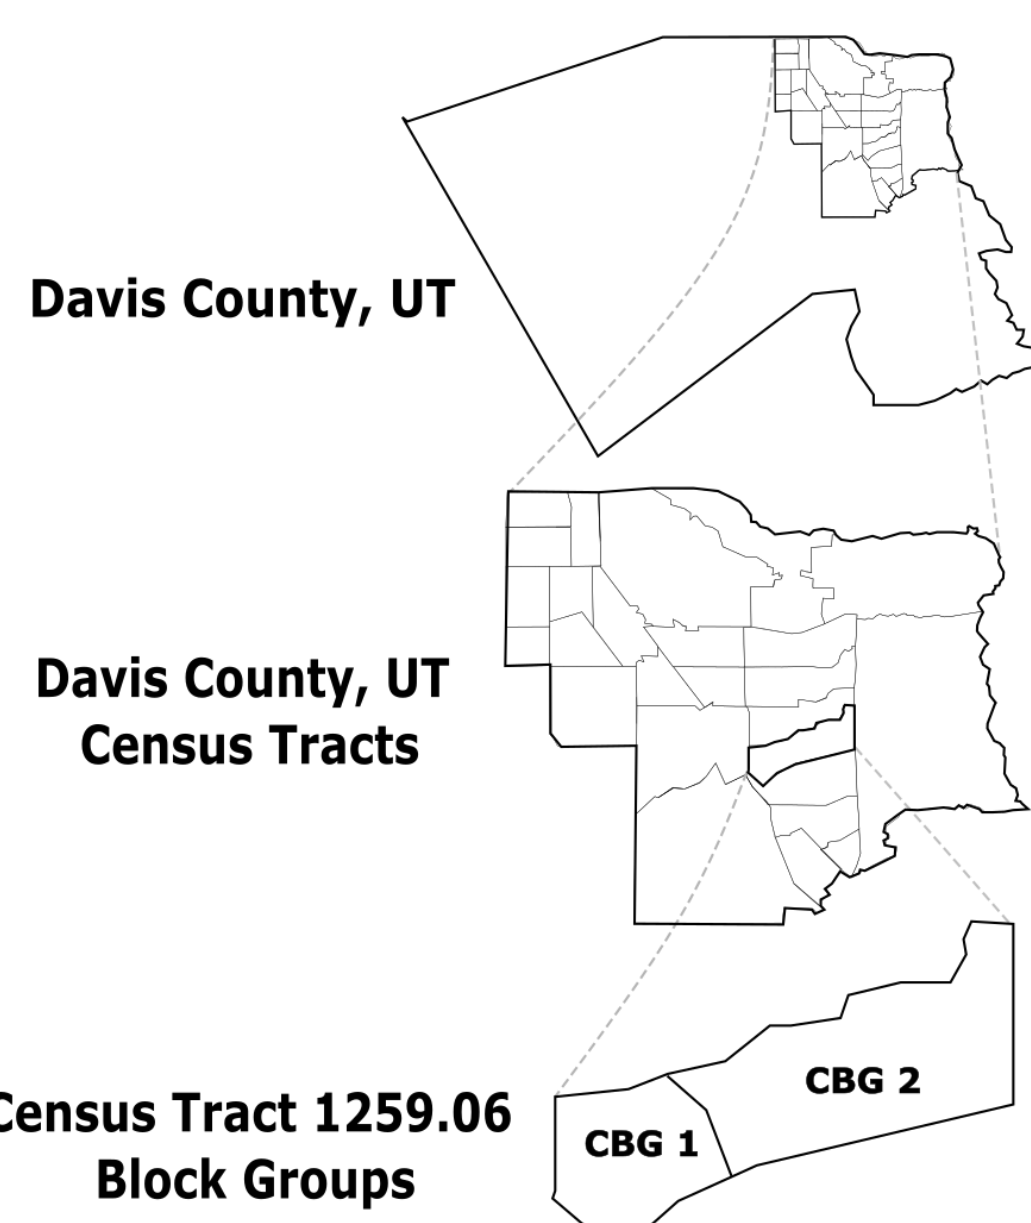 Davis County, UT
Davis County, UT
Census Tracts
CBG 2
Census Tract 1259.06
CBG 1
Block Groups